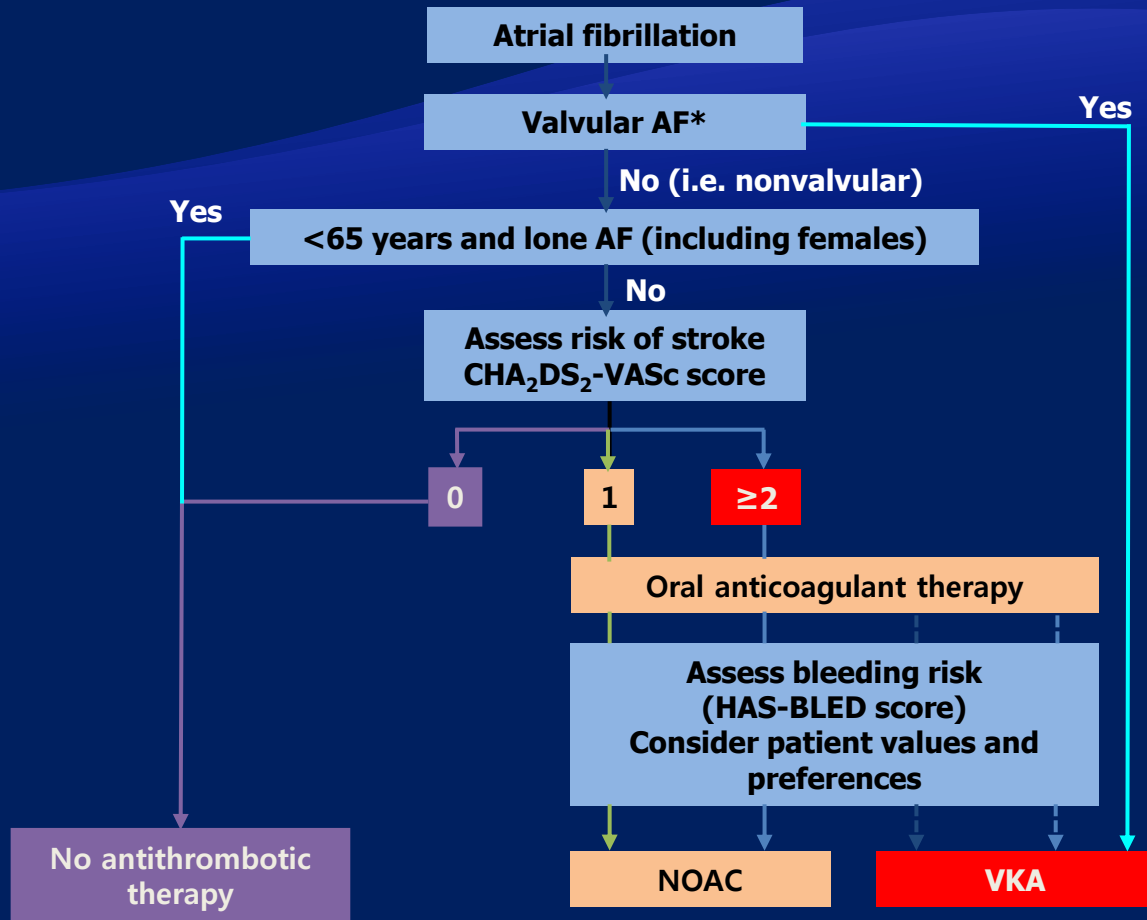 Atrial fibrillation
Valvular AF*
Yes
No (i.e. nonvalvular)
Yes
<65 years and lone AF (including females)
No
Assess risk of stroke
CHA₂DS₂-VASc score
0
1
≥2
Oral anticoagulant therapy
Assess bleeding risk
(HAS-BLED score)
Consider patient values and
preferences
No antithrombotic
therapy
NOAC
VKA